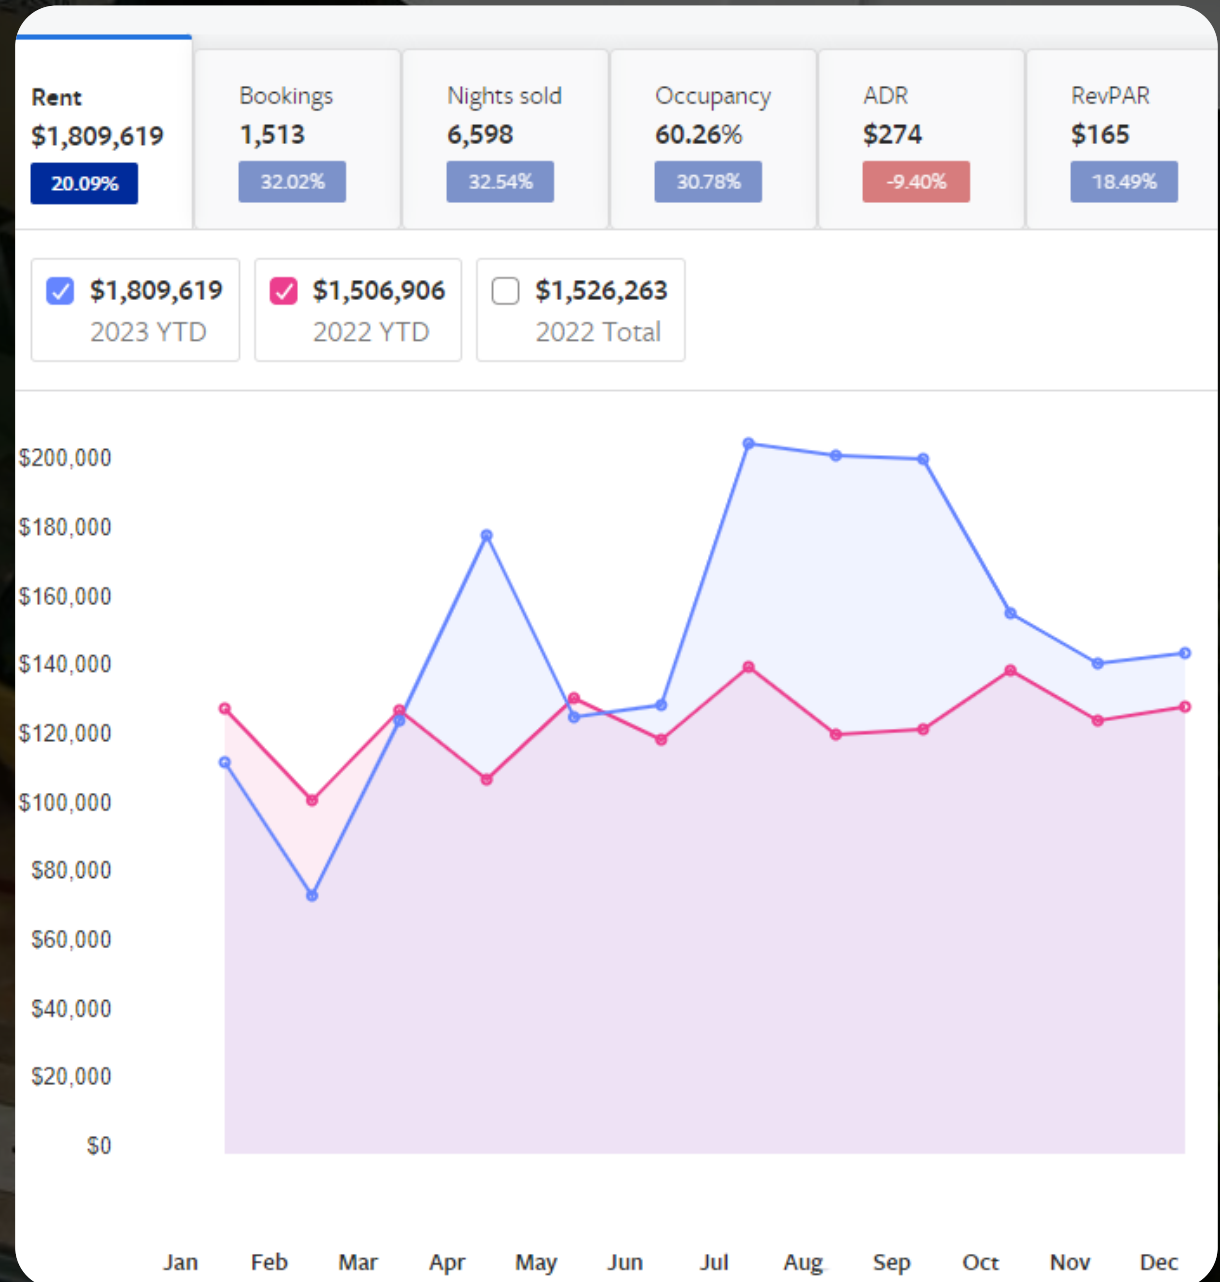 Rent
$1,809,619
20.09%
Bookings
1,513
32.02%
Nights sold
6,598
32.54%
Occupancy
60.26%
30.78%
ADR
$274
-9.40%
RevPAR
$165
18.49%
$1,809,619
2023 YTD
$1,506,906
2022 YTD
$1,526,263
2022 Total
$200,000
$180,000
$160,000
$140,000
$120,000
$100,000
$80,000
$60,000
$40,000
$20,000
$0
Jan Feb Mar Apr May Jun Jul Aug Sep Oct Nov Dec